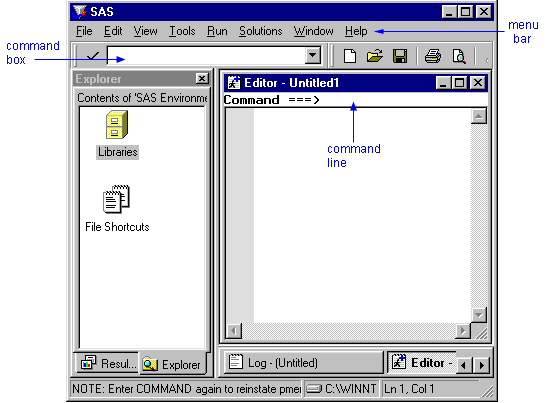 SAS
File Edit View Tools Run Solutions Window Help
menu
bar
command
box
Explorer
Contents of 'SAS Environme
Libraries
File Shortcuts
Editor - Untitled1
Command ===>
command
line
Resul...
Explorer
Log - (Untitled)
Editor -
NOTE: Enter COMMAND again to reinstate pme
C:\WINNT
Ln 1, Col 1